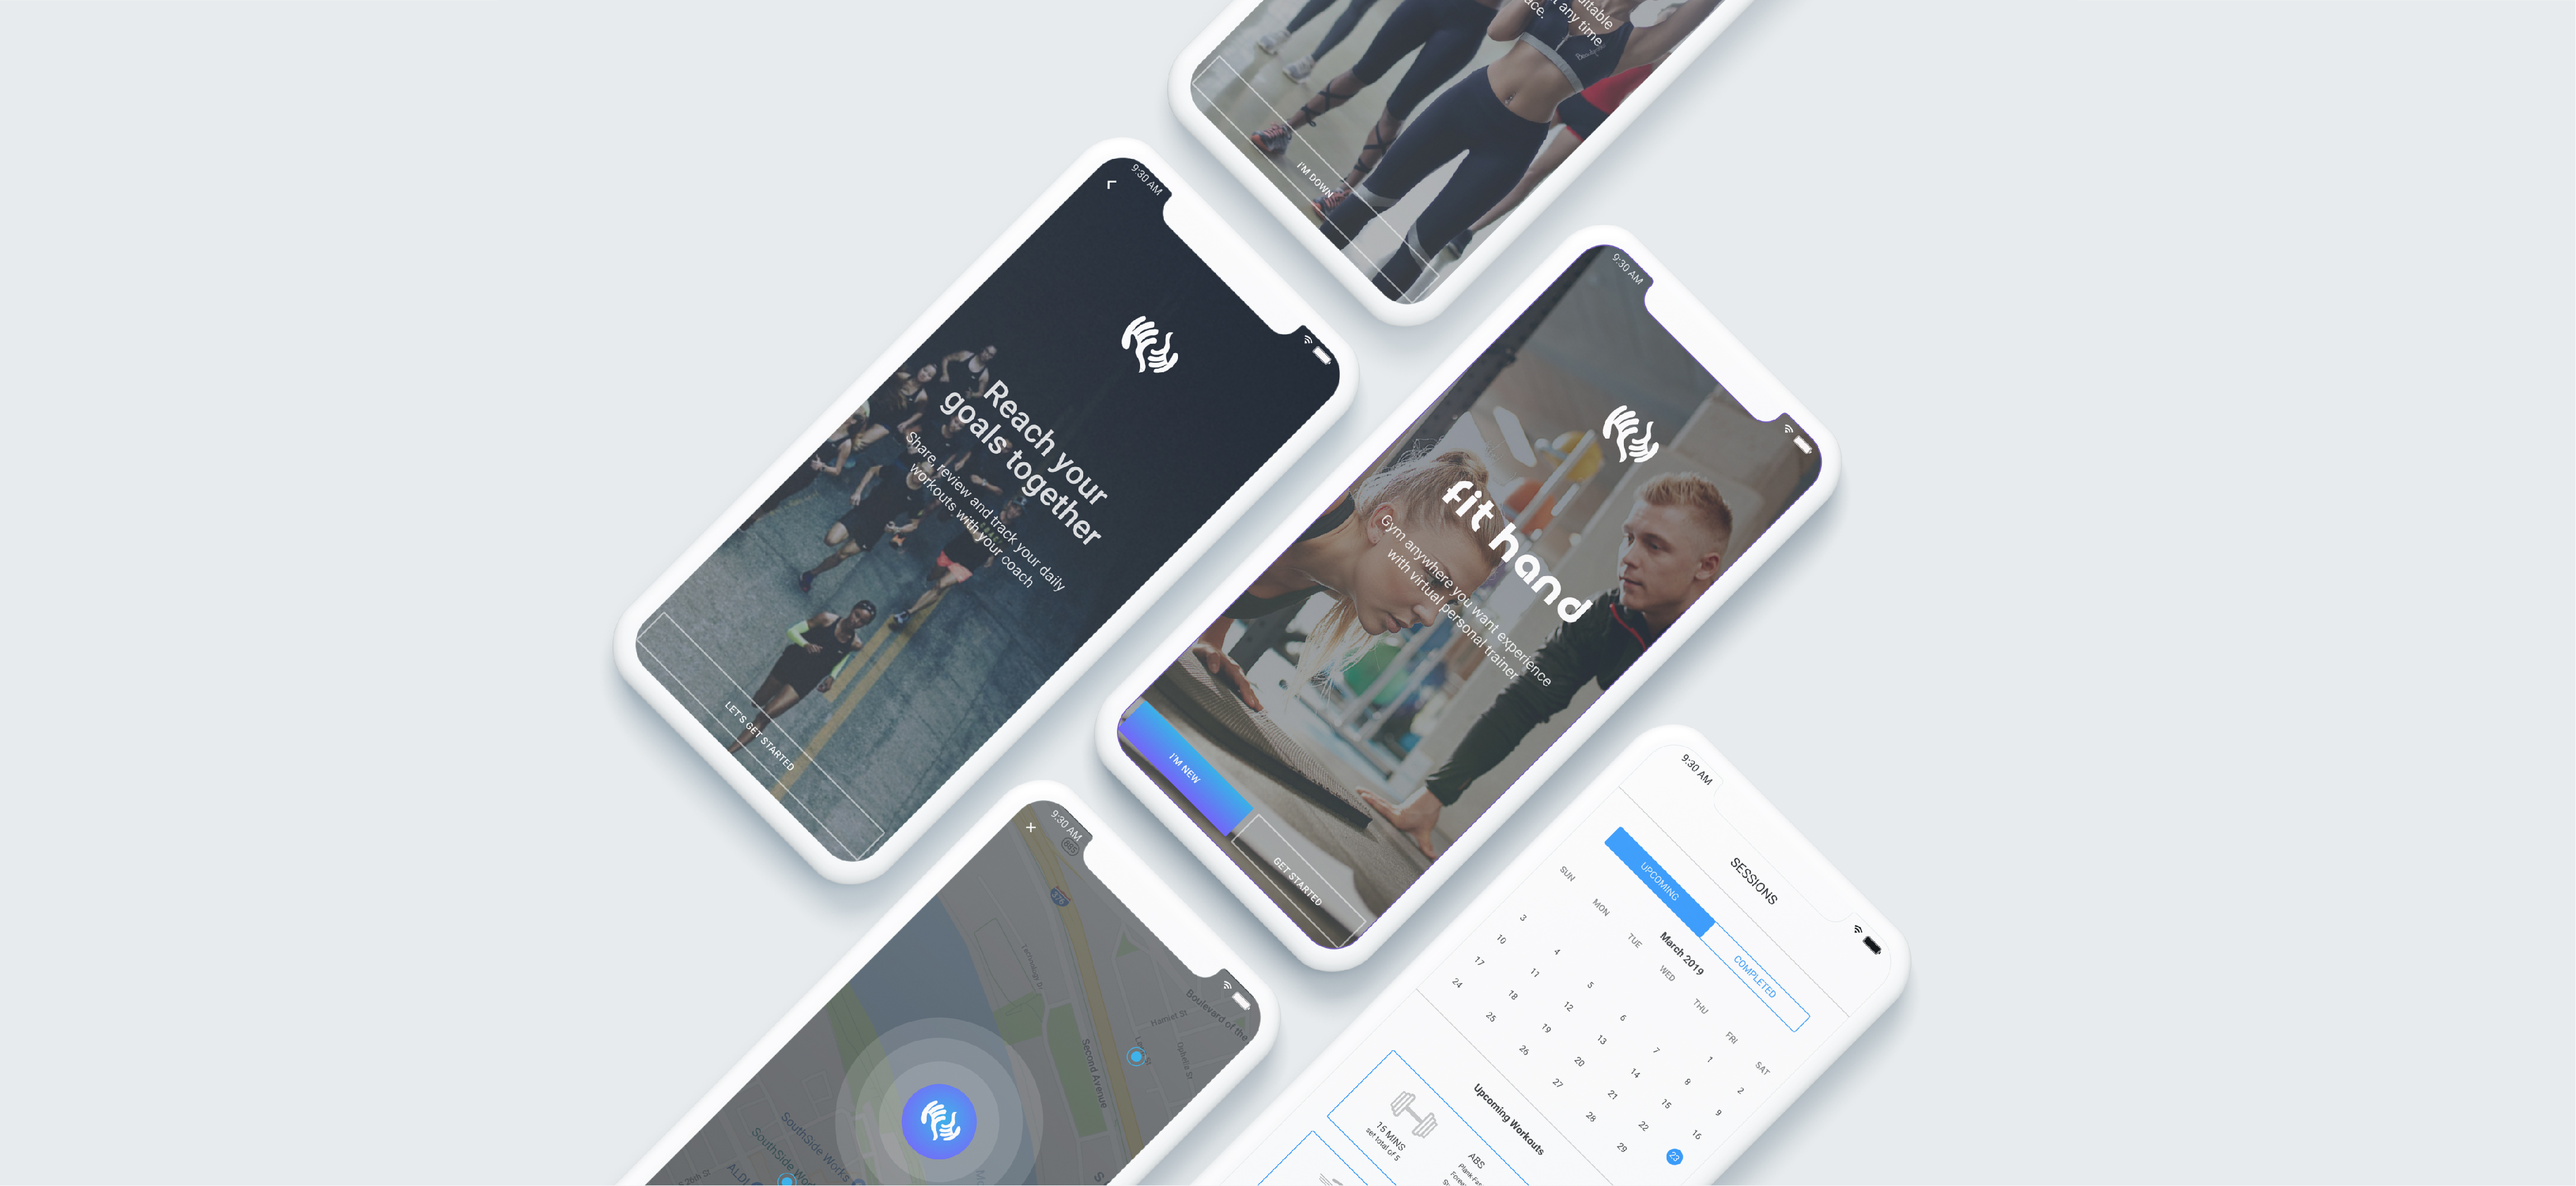 any time
I'M DOWN
9:30 AM
Reach your
goals together
Share, review and track your daily
workouts with your coach
LET'S GET STARTED
9:30 AM
fit hand
Gym anywhere you want experience
with virtual personal trainer
I'M NEW
GET STARTED
9:30 AM
885
376
Boulevard of the
Hamlet St
Second Avenue
SouthSide Works
SouthSide
ALDI
S 26th St
9:30 AM
SESSIONS
UPCOMING
COMPLETED
March 2019
SUN MON TUE WED THU FRI SAT
1 2
3 4 5 6 7 8 9
10 11 12 13 14 15 16
17 18 19 20 21 22 23
24 25 26 27 28 29
Upcoming Workouts
15 MINS
set total of 5
ABS